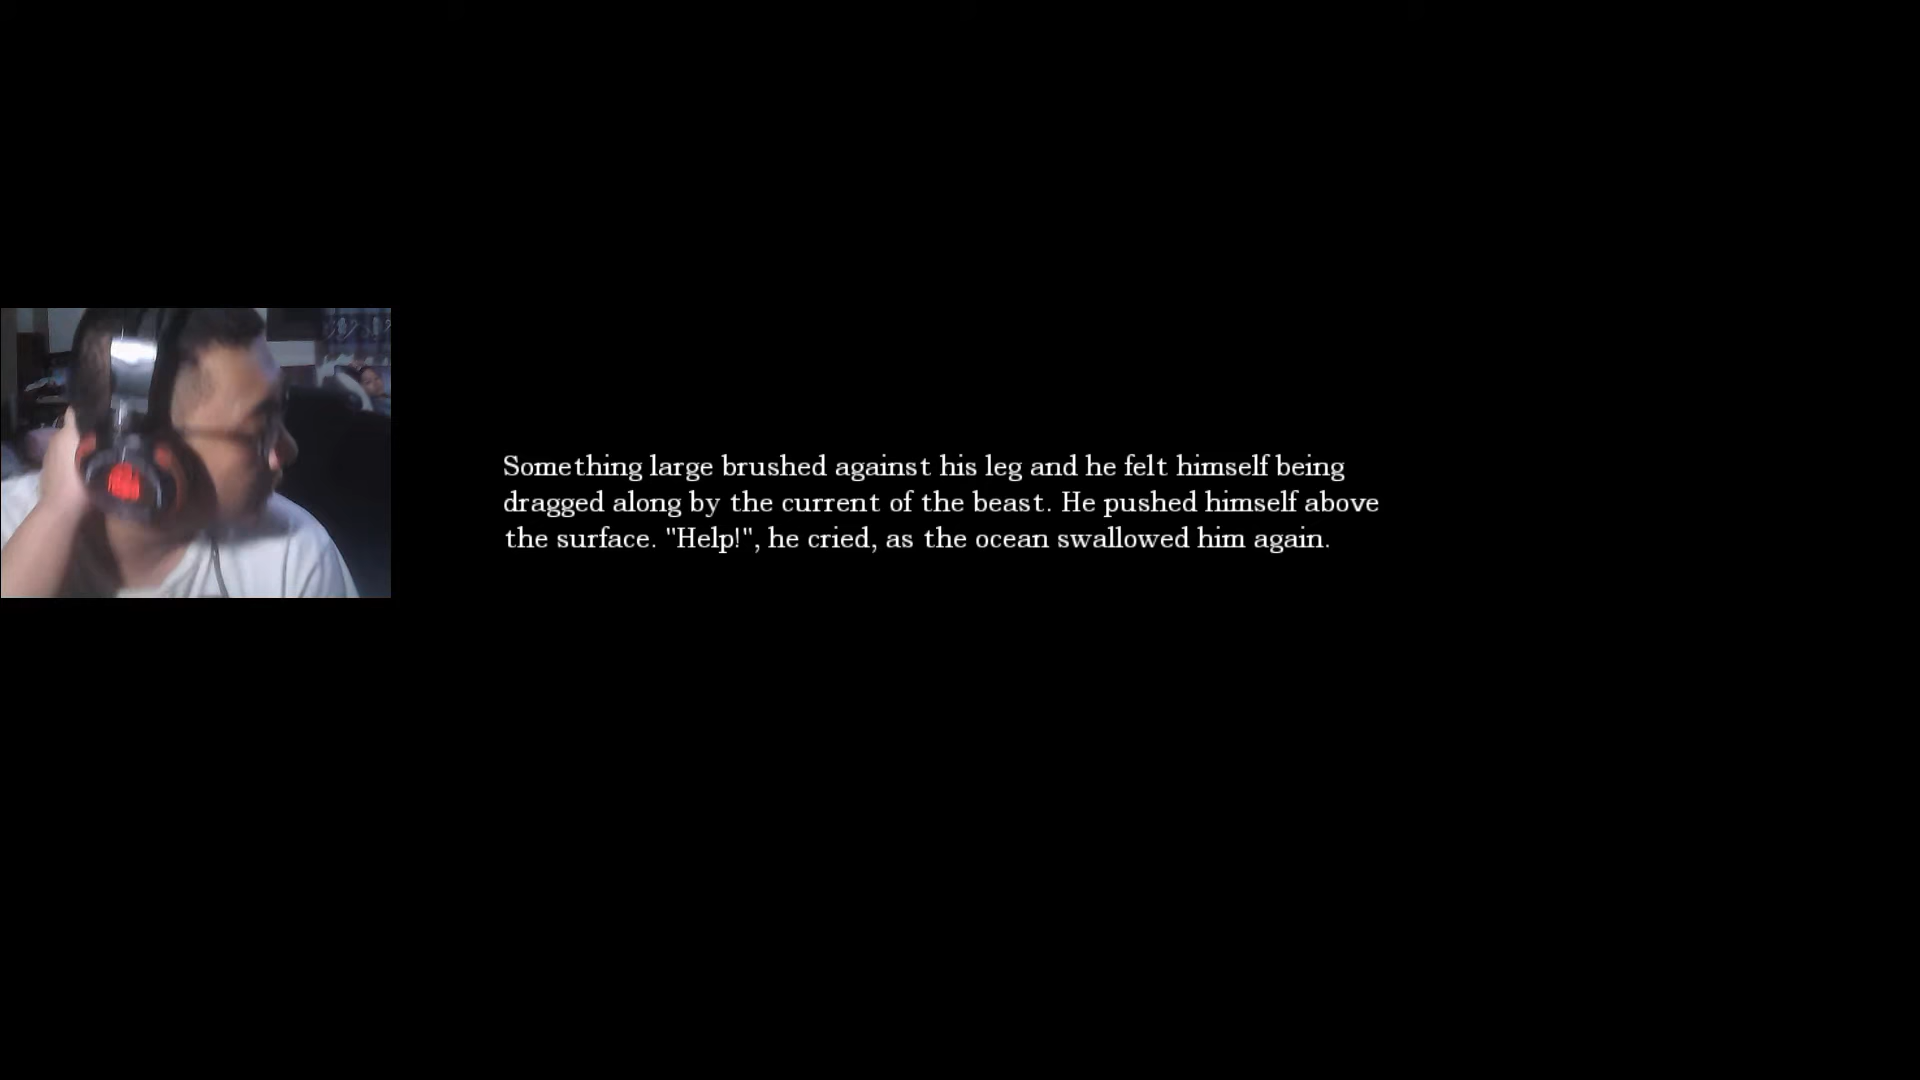 Something large brushed against his leg and he felt himself being
dragged along by the current of the beast. He pushed himself above
the surface. "Help!", he cried, as the ocean swallowed him again.